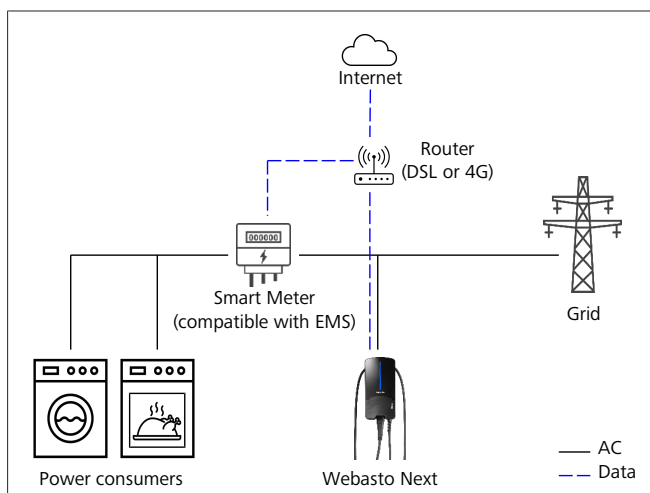 Internet
Router
(DSL or 4G)
000000
Smart Meter
(compatible with EMS)
Grid
Power consumers
Webasto Next
AC
Data